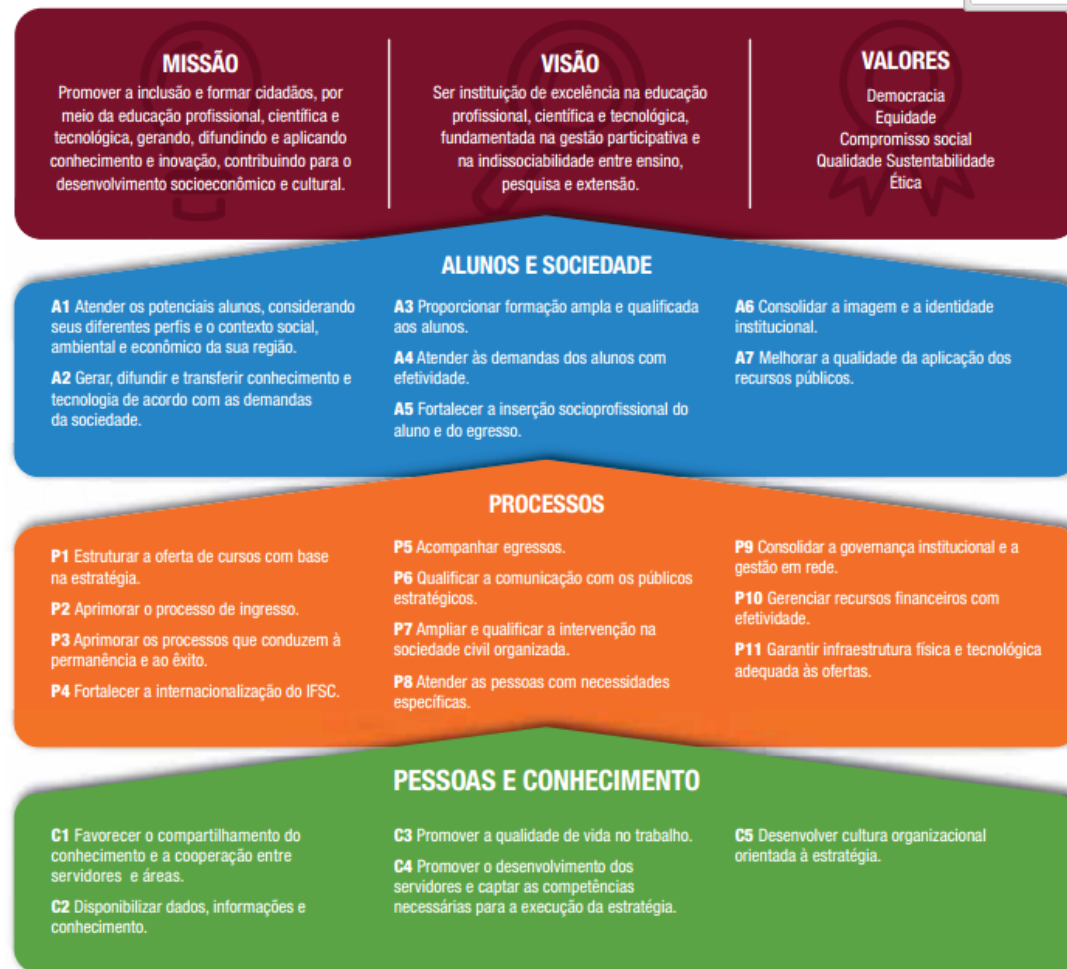 MISSÃO
Promover a inclusão e formar cidadãos, por
meio da educação profissional, científica e
tecnológica, gerando, difundindo e aplicando
conhecimento e inovação, contribuindo para o
desenvolvimento socioeconômico e cultural.
VISÃO
Ser instituição de excelência na educação
profissional, científica e tecnológica,
fundamentada na gestão participativa e
na indissociabilidade entre ensino,
pesquisa e extensão.
VALORES
Democracia
Equidade
Compromisso social
Qualidade Sustentabilidade
Ética
ALUNOS E SOCIEDADE
A1 Atender os potenciais alunos, considerando
seus diferentes perfis e o contexto social,
ambiental e econômico da sua região.
A2 Gerar, difundir e transferir conhecimento e
tecnologia de acordo com as demandas
da sociedade.
A3 Proporcionar formação ampla e qualificada
aos alunos.
A4 Atender às demandas dos alunos com
efetividade.
A5 Fortalecer a inserção socioprofissional do
aluno e do egresso.
A6 Consolidar a imagem e a identidade
institucional.
A7 Melhorar a qualidade da aplicação dos
recursos públicos.
PROCESSOS
P1 Estruturar a oferta de cursos com base
na estratégia.
P2 Aprimorar o processo de ingresso.
P3 Aprimorar os processos que conduzem à
permanência e ao êxito.
P4 Fortalecer a internacionalização do IFSC.
P5 Acompanhar egressos.
P6 Qualificar a comunicação com os públicos
estratégicos.
P7 Ampliar e qualificar a intervenção na
sociedade civil organizada.
P8 Atender as pessoas com necessidades
específicas.
P9 Consolidar a governança institucional e a
gestão em rede.
P10 Gerenciar recursos financeiros com
efetividade.
P11 Garantir infraestrutura física e tecnológica
adequada às ofertas.
PESSOAS E CONHECIMENTO
C1 Favorecer o compartilhamento do
conhecimento e a cooperação entre
servidores e áreas.
C2 Disponibilizar dados, informações e
conhecimento.
C3 Promover a qualidade de vida no trabalho.
C4 Promover o desenvolvimento dos
servidores e captar as competências
necessárias para a execução da estratégia.
C5 Desenvolver cultura organizacional
orientada à estratégia.